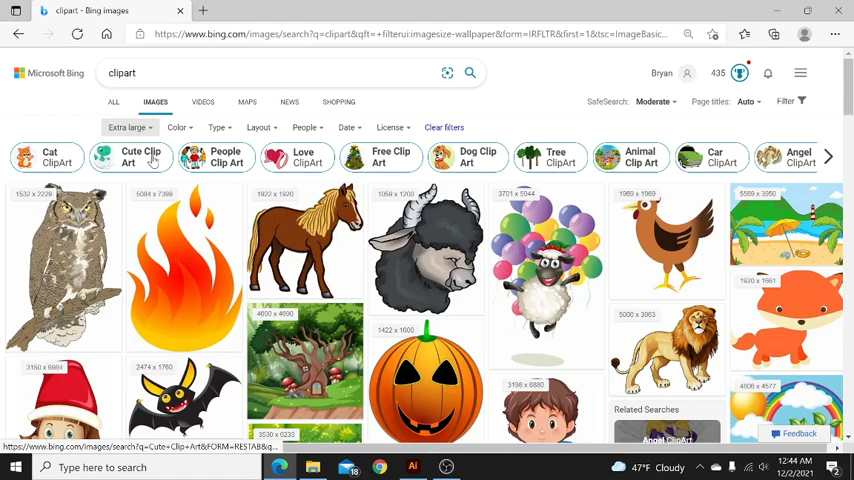 clipart - Bing images
https://www.bing.com/images/search?q=clipart&qft=+filterui:imagesize-wallpaper&form=IRFLTR&first=1&tsc=ImageBasic...
Microsoft Bing
clipart
Bryan
435
ALL
IMAGES
VIDEOS
MAPS
NEWS
SHOPPING
SafeSearch: Moderate
Page titles: Auto
Filter
Extra large
Color
Type
Layout
People
Date
License
Clear filters
Cat
ClipArt
Cute Clip
Art
People
Clip Art
Love
ClipArt
Free Clip
Art
Dog Clip
Art
Tree
ClipArt
Animal
Clip Art
Car
ClipArt
Angel
ClipArt
1532 x 2229
5084 x 7399
1922 x 1920
1059 x 1200
3701 x 5944
1969 x 1969
5569 x 3950
1920 x 1661
4690 x 4690
1422 x 1600
5000 x 3963
3150 x 6984
2474 x 1760
3198 x 6880
4806 x 4577
3530 x 6233
Related Searches
Angel ClipArt
Feedback
https://www.bing.com/images/search?q=Cute+Clip+Art&FORM=RESTAB&q...
Type here to search
18
Ai
47°F Cloudy
12:44 AM
12/2/2021
2